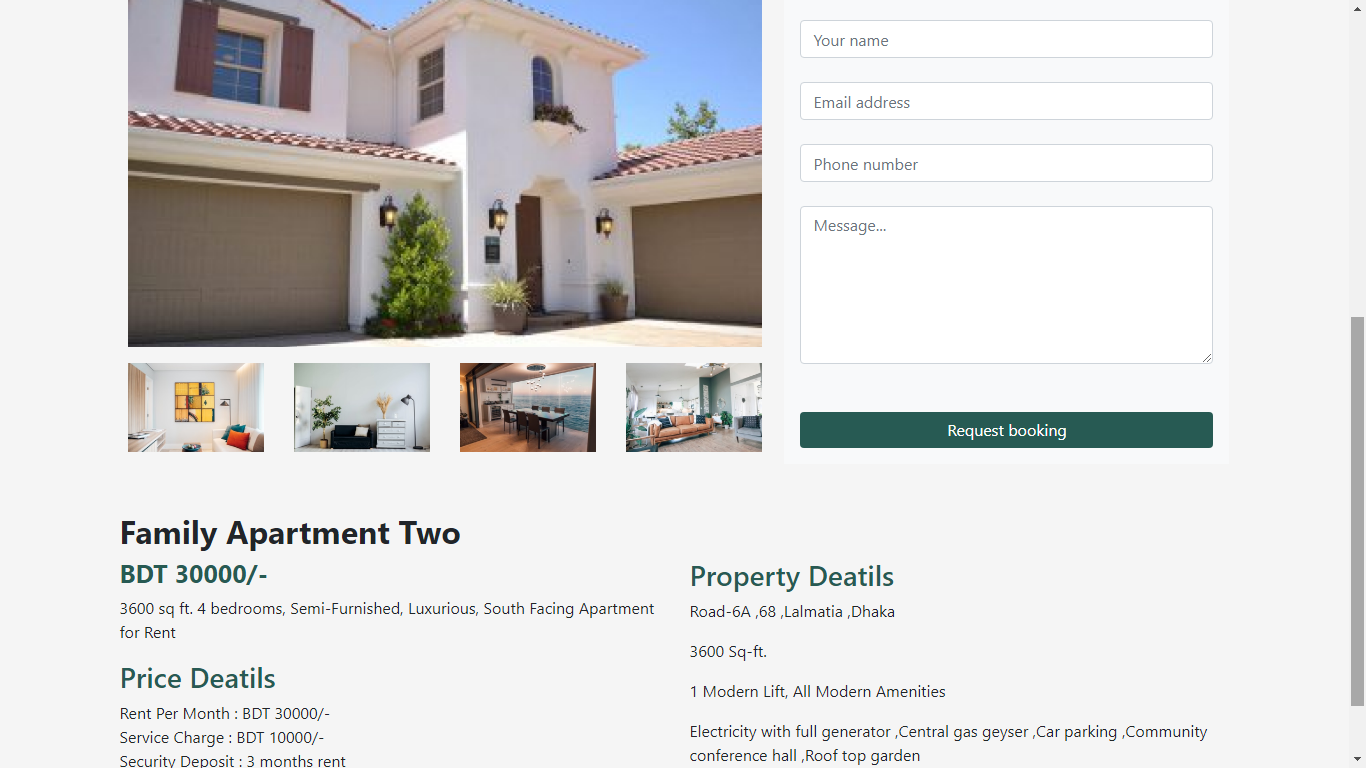 Your name
Email address
Phone number
Message...
Request booking
Family Apartment Two
BDT 30000/-
3600 sq ft. 4 bedrooms, Semi-Furnished, Luxurious, South Facing Apartment
for Rent
Price Deatils
Rent Per Month : BDT 30000/-
Service Charge : BDT 10000/-
Security Deposit : 3 months rent
Property Deatils
Road-6A ,68 ,Lalmatia ,Dhaka
3600 Sq-ft.
1 Modern Lift, All Modern Amenities
Electricity with full generator ,Central gas geyser ,Car parking ,Community
conference hall ,Roof top garden